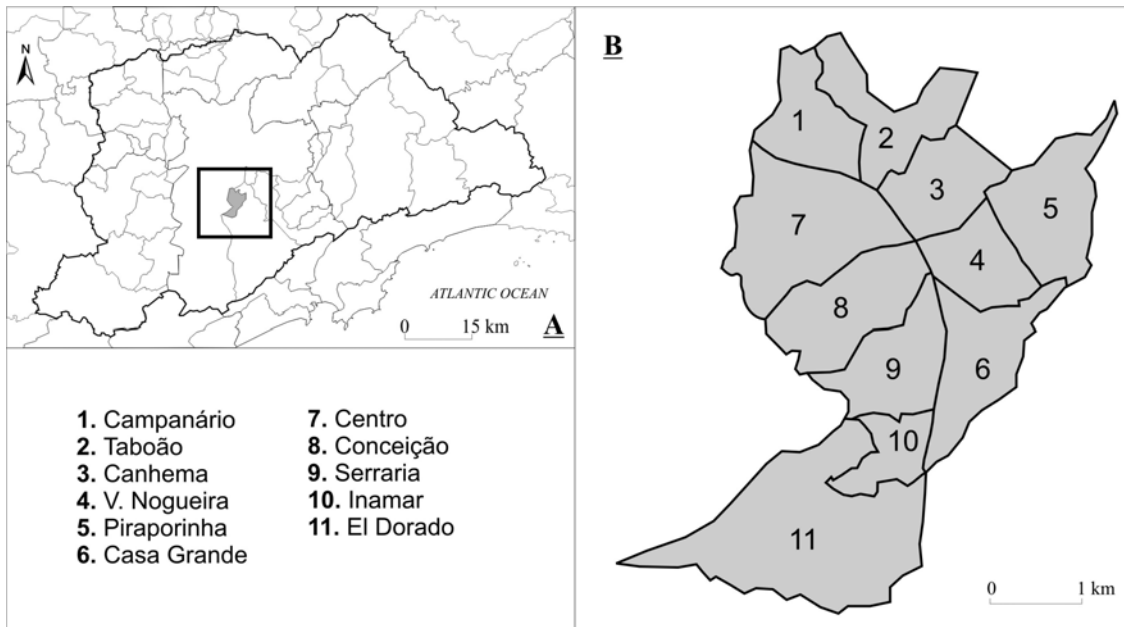 N
ATLANTIC OCEAN
0 15 km
A
1. Campanário
2. Taboão
3. Canhema
4. V. Nogueira
5. Piraporinha
6. Casa Grande
7. Centro
8. Conceição
9. Serraria
10. Inamar
11. El Dorado
B
1
2
3
5
7
4
8
9
6
10
11
0 1 km